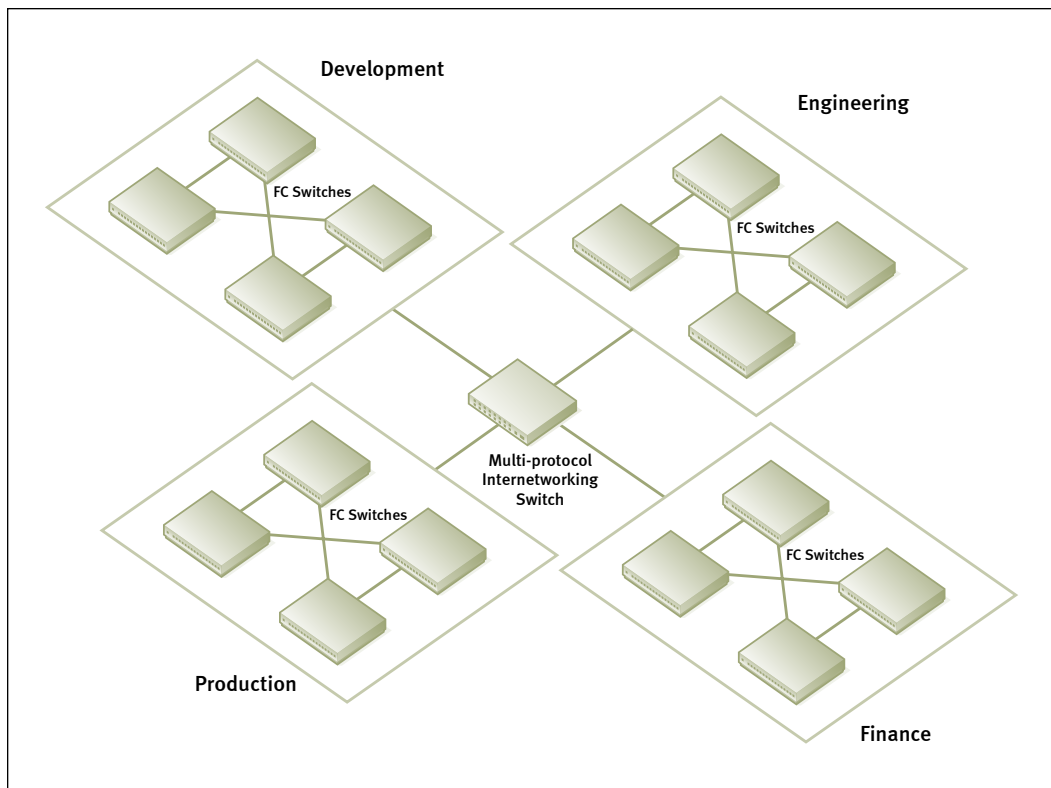 Development
Engineering
FC Switches
FC Switches
Multi-protocol
Internetworking
Switch
FC Switches
FC Switches
Production
Finance